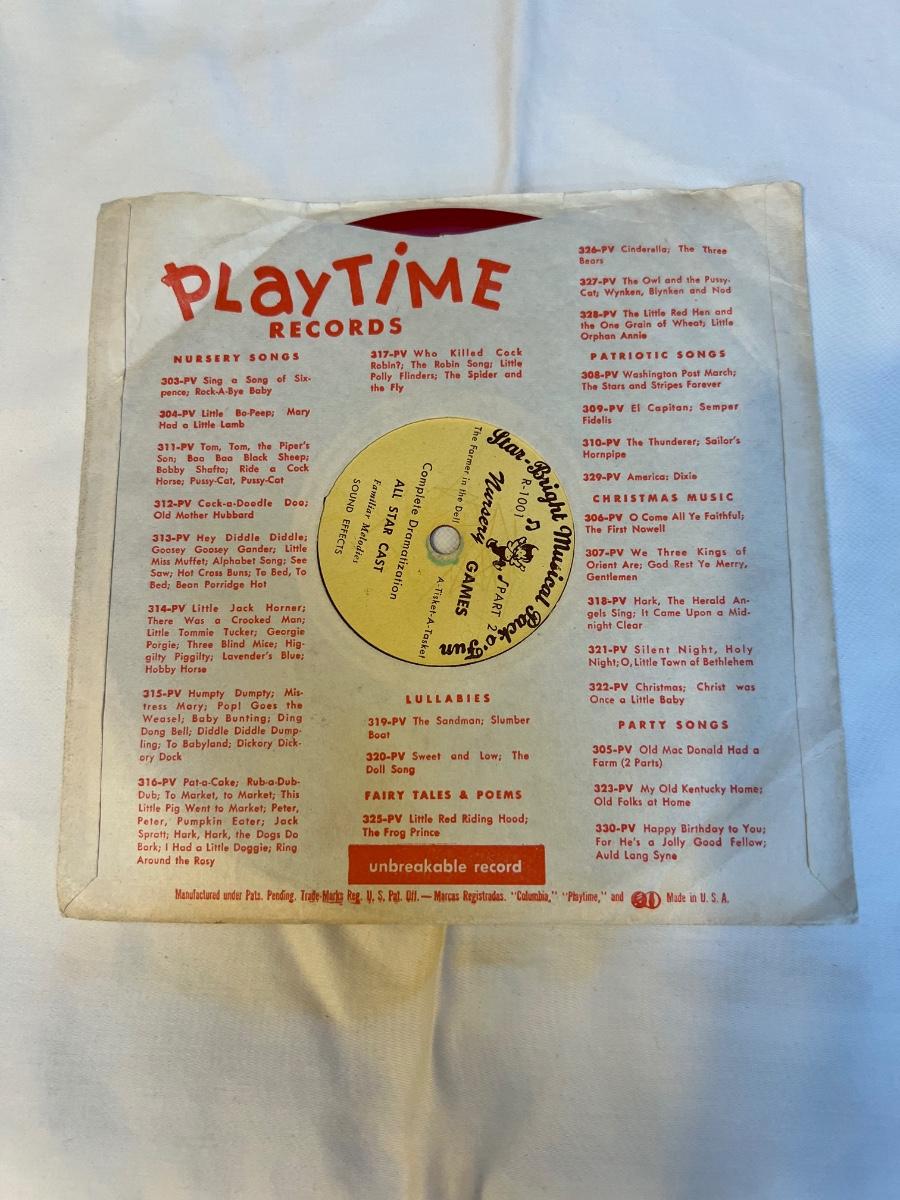 PLayTiME
RECORDS
NURSERY SONGS
303-PV Sing a Song of Six-
pence; Rock-A-Bye Baby
304-PV Little Bo-Peep; Mary
Had a Little Lamb
311-PV Tom, Tom, the Piper's
Son; Baa Baa Black Sheep;
Bobby Shafto; Ride a Cock
Horse; Pussy-Cat, Pussy-Cat
312-PV Cock-a-Doodle Doo;
Old Mother Hubbard
313-PV Hey Diddle Diddle;
Goosey Goosey Gander; Little
Miss Muffet; Alphabet Song; See
Saw; Hot Cross Buns; To Bed, To
Bed; Bean Porridge Hot
314-PV Little Jack Horner;
There Was a Crooked Man;
Little Tommie Tucker; Georgie
Porgie; Three Blind Mice; Hig-
gilty Piggilty; Lavender's Blue;
Hobby Horse
315-PV Humpty Dumpty; Mis-
tress Mary; Pop! Goes the
Weasel; Baby Bunting; Ding
Dong Bell; Diddle Diddle Dump-
ling; To Babyland; Dickory Dick-
ory Dock
316-PV Pat-a-Cake; Rub-a-Dub-
Dub; To Market, to Market; This
Little Pig Went to Market; Peter,
Peter, Pumpkin Eater; Jack
Spratt; Hark, Hark, the Dogs Do
Bark; I Had a Little Doggie; Ring
Around the Rosy
317-PV Who Killed Cock
Robin?; The Robin Song; Little
Polly Flinders; The Spider and
the Fly
Star-Bright Musical Pack O' Fun
R-1001
PART 2
Nursery GAMES
The Farmer in the Dell
A-Tisket-A-Tasket
Complete Dramatization
ALL STAR CAST
Familiar Melodies
SOUND EFFECTS
LULLABIES
319-PV The Sandman; Slumber
Boat
320-PV Sweet and Low; The
Doll Song
FAIRY TALES & POEMS
325-PV Little Red Riding Hood;
The Frog Prince
326-PV Cinderella; The Three
Bears
327-PV The Owl and the Pussy-
Cat; Wynken, Blynken and Nod
328-PV The Little Red Hen and
the One Grain of Wheat; Little
Orphan Annie
PATRIOTIC SONGS
308-PV Washington Post March;
The Stars and Stripes Forever
309-PV El Capitan; Semper
Fidelis
310-PV The Thunderer; Sailor's
Hornpipe
329-PV America; Dixie
CHRISTMAS MUSIC
306-PV O Come All Ye Faithful;
The First Nowell
307-PV We Three Kings of
Orient Are; God Rest Ye Merry,
Gentlemen
318-PV Hark, The Herald An-
gels Sing; It Came Upon a Mid-
night Clear
321-PV Silent Night, Holy
Night; O, Little Town of Bethlehem
322-PV Christmas; Christ was
Once a Little Baby
PARTY SONGS
305-PV Old Mac Donald Had a
Farm (2 Parts)
323-PV My Old Kentucky Home;
Old Folks at Home
330-PV Happy Birthday to You;
For He's a Jolly Good Fellow;
Auld Lang Syne
unbreakable record
Manufactured under Pats. Pending. Trade-Marks Reg. U. S. Pat. Off. — Marcas Registradas. "Columbia," "Playtime," and Made in U. S. A.